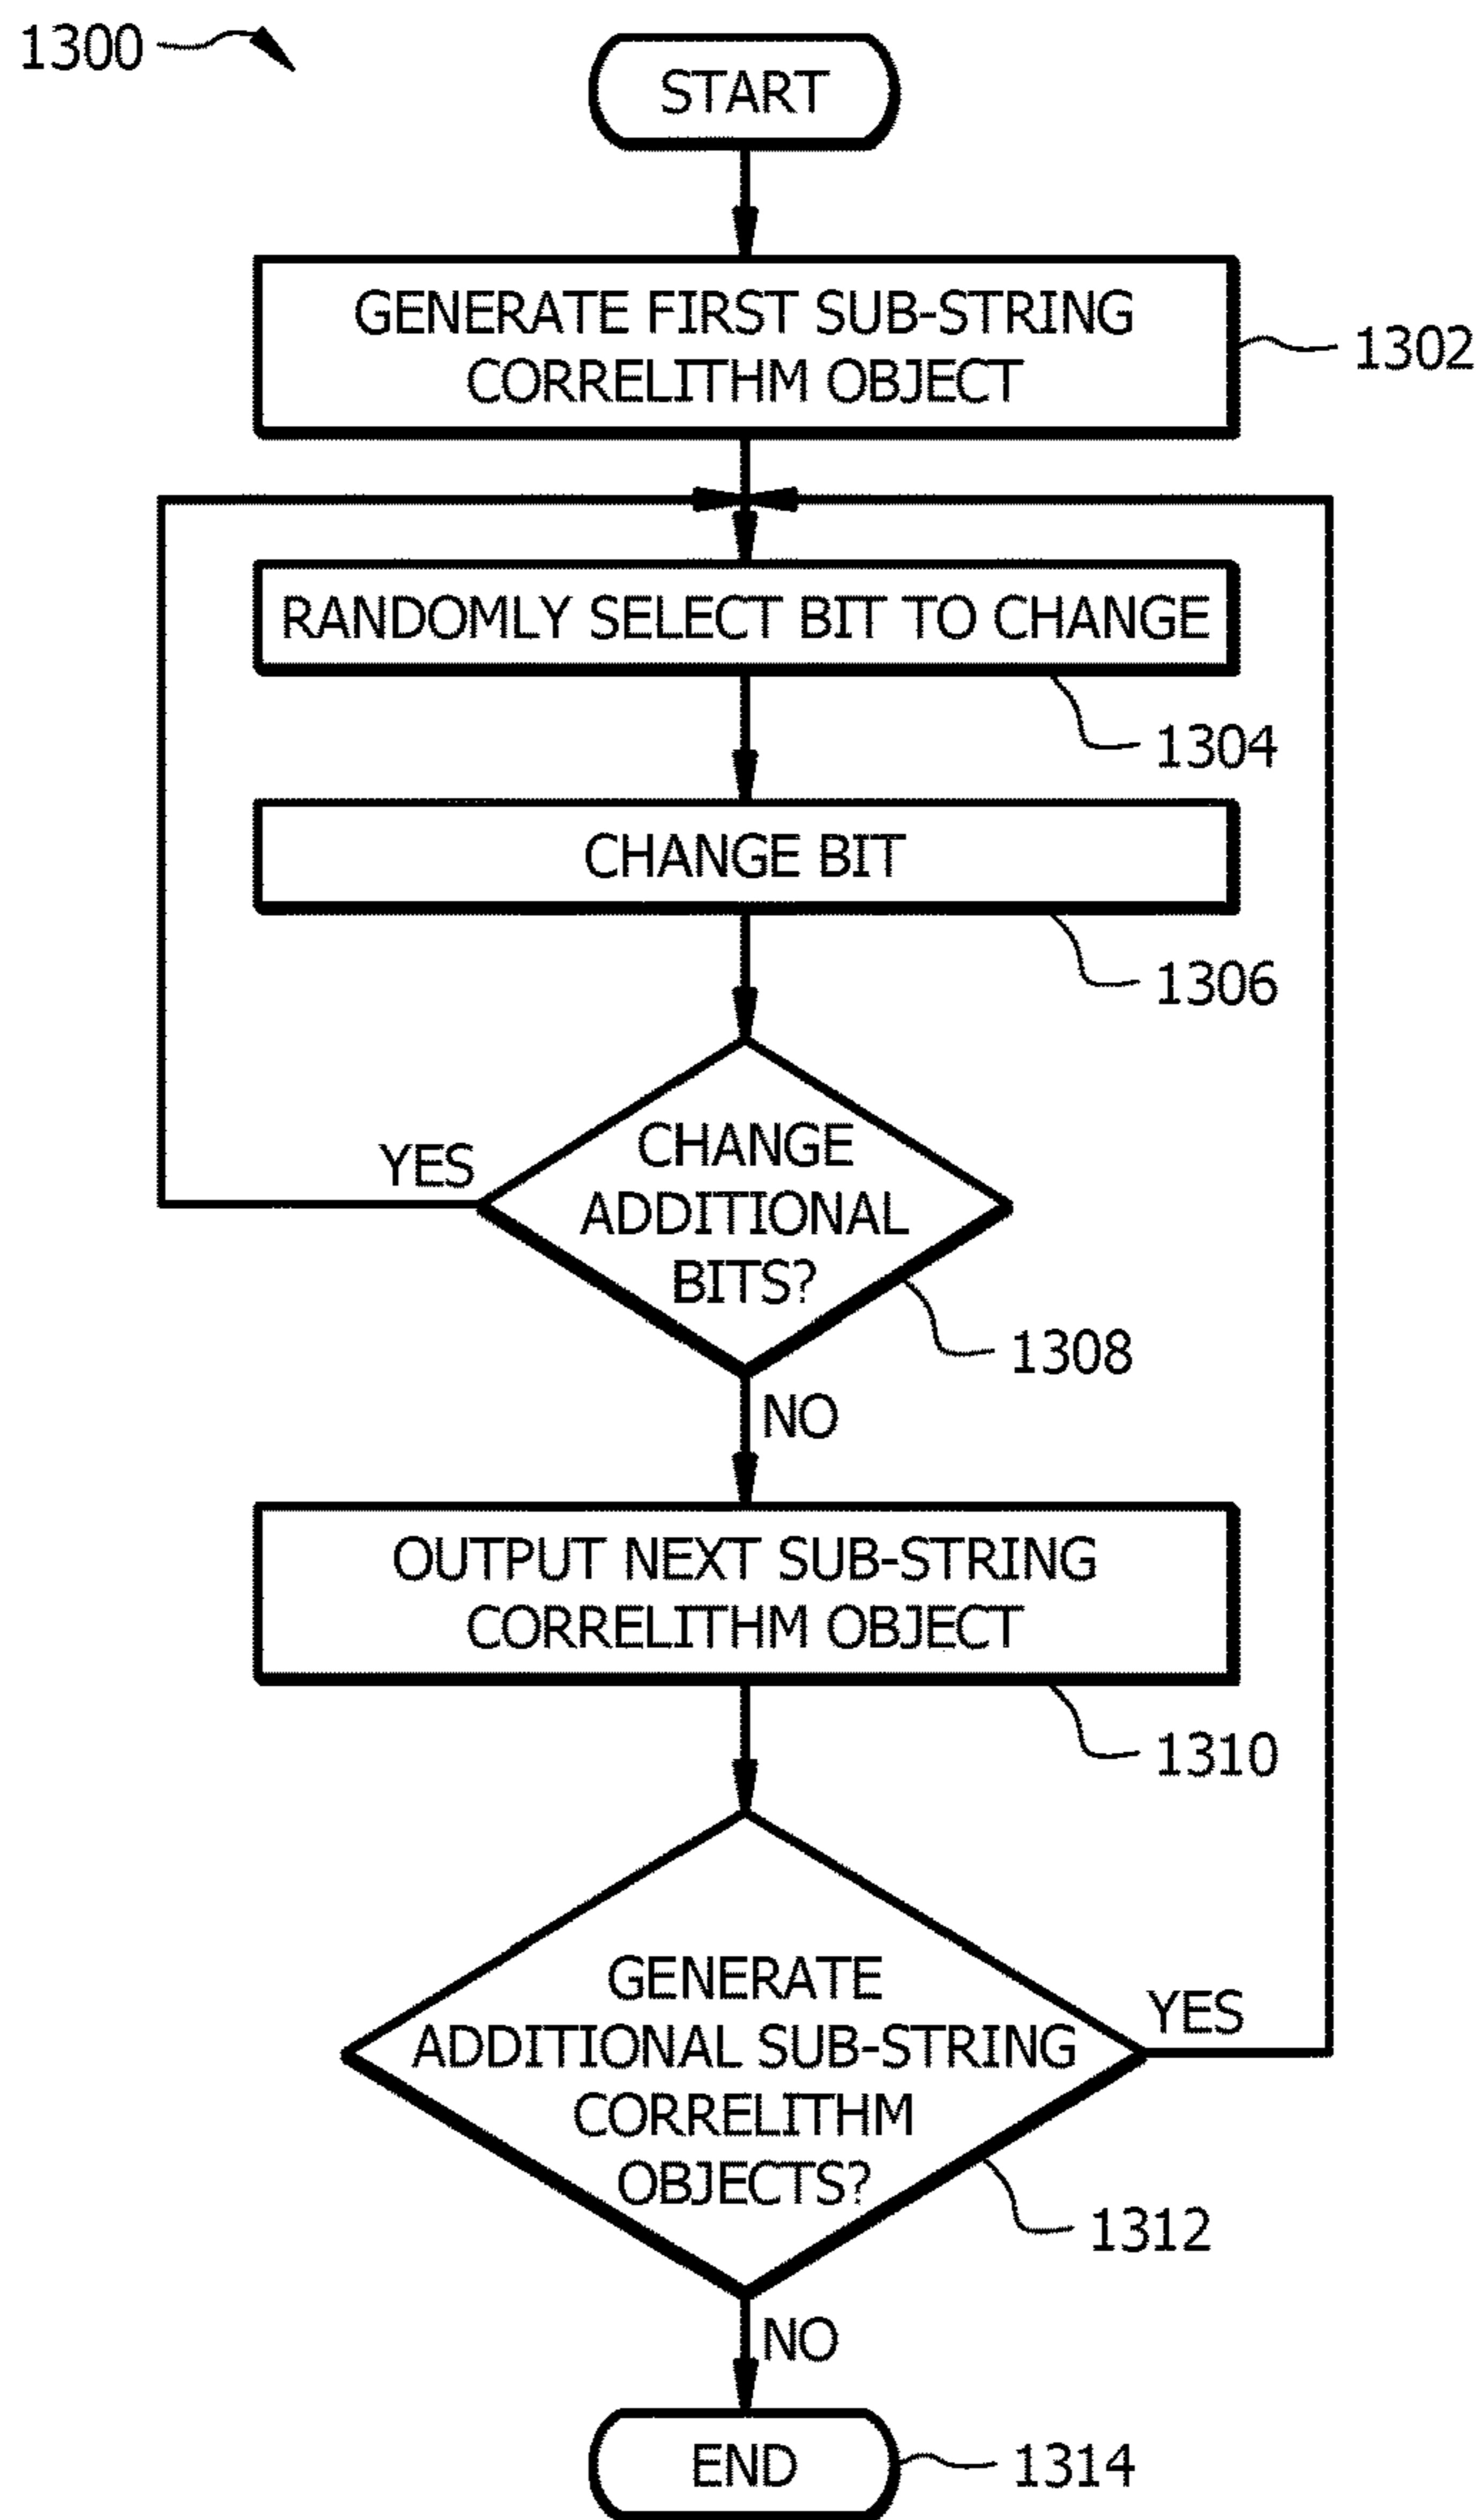 1300
START
GENERATE FIRST SUB-STRING
CORRELITHM OBJECT
1302
RANDOMLY SELECT BIT TO CHANGE
1304
CHANGE BIT
1306
CHANGE
ADDITIONAL
BITS?
YES
1308
NO
OUTPUT NEXT SUB-STRING
CORRELITHM OBJECT
1310
GENERATE
ADDITIONAL SUB-STRING
CORRELITHM
OBJECTS?
YES
1312
NO
END
1314